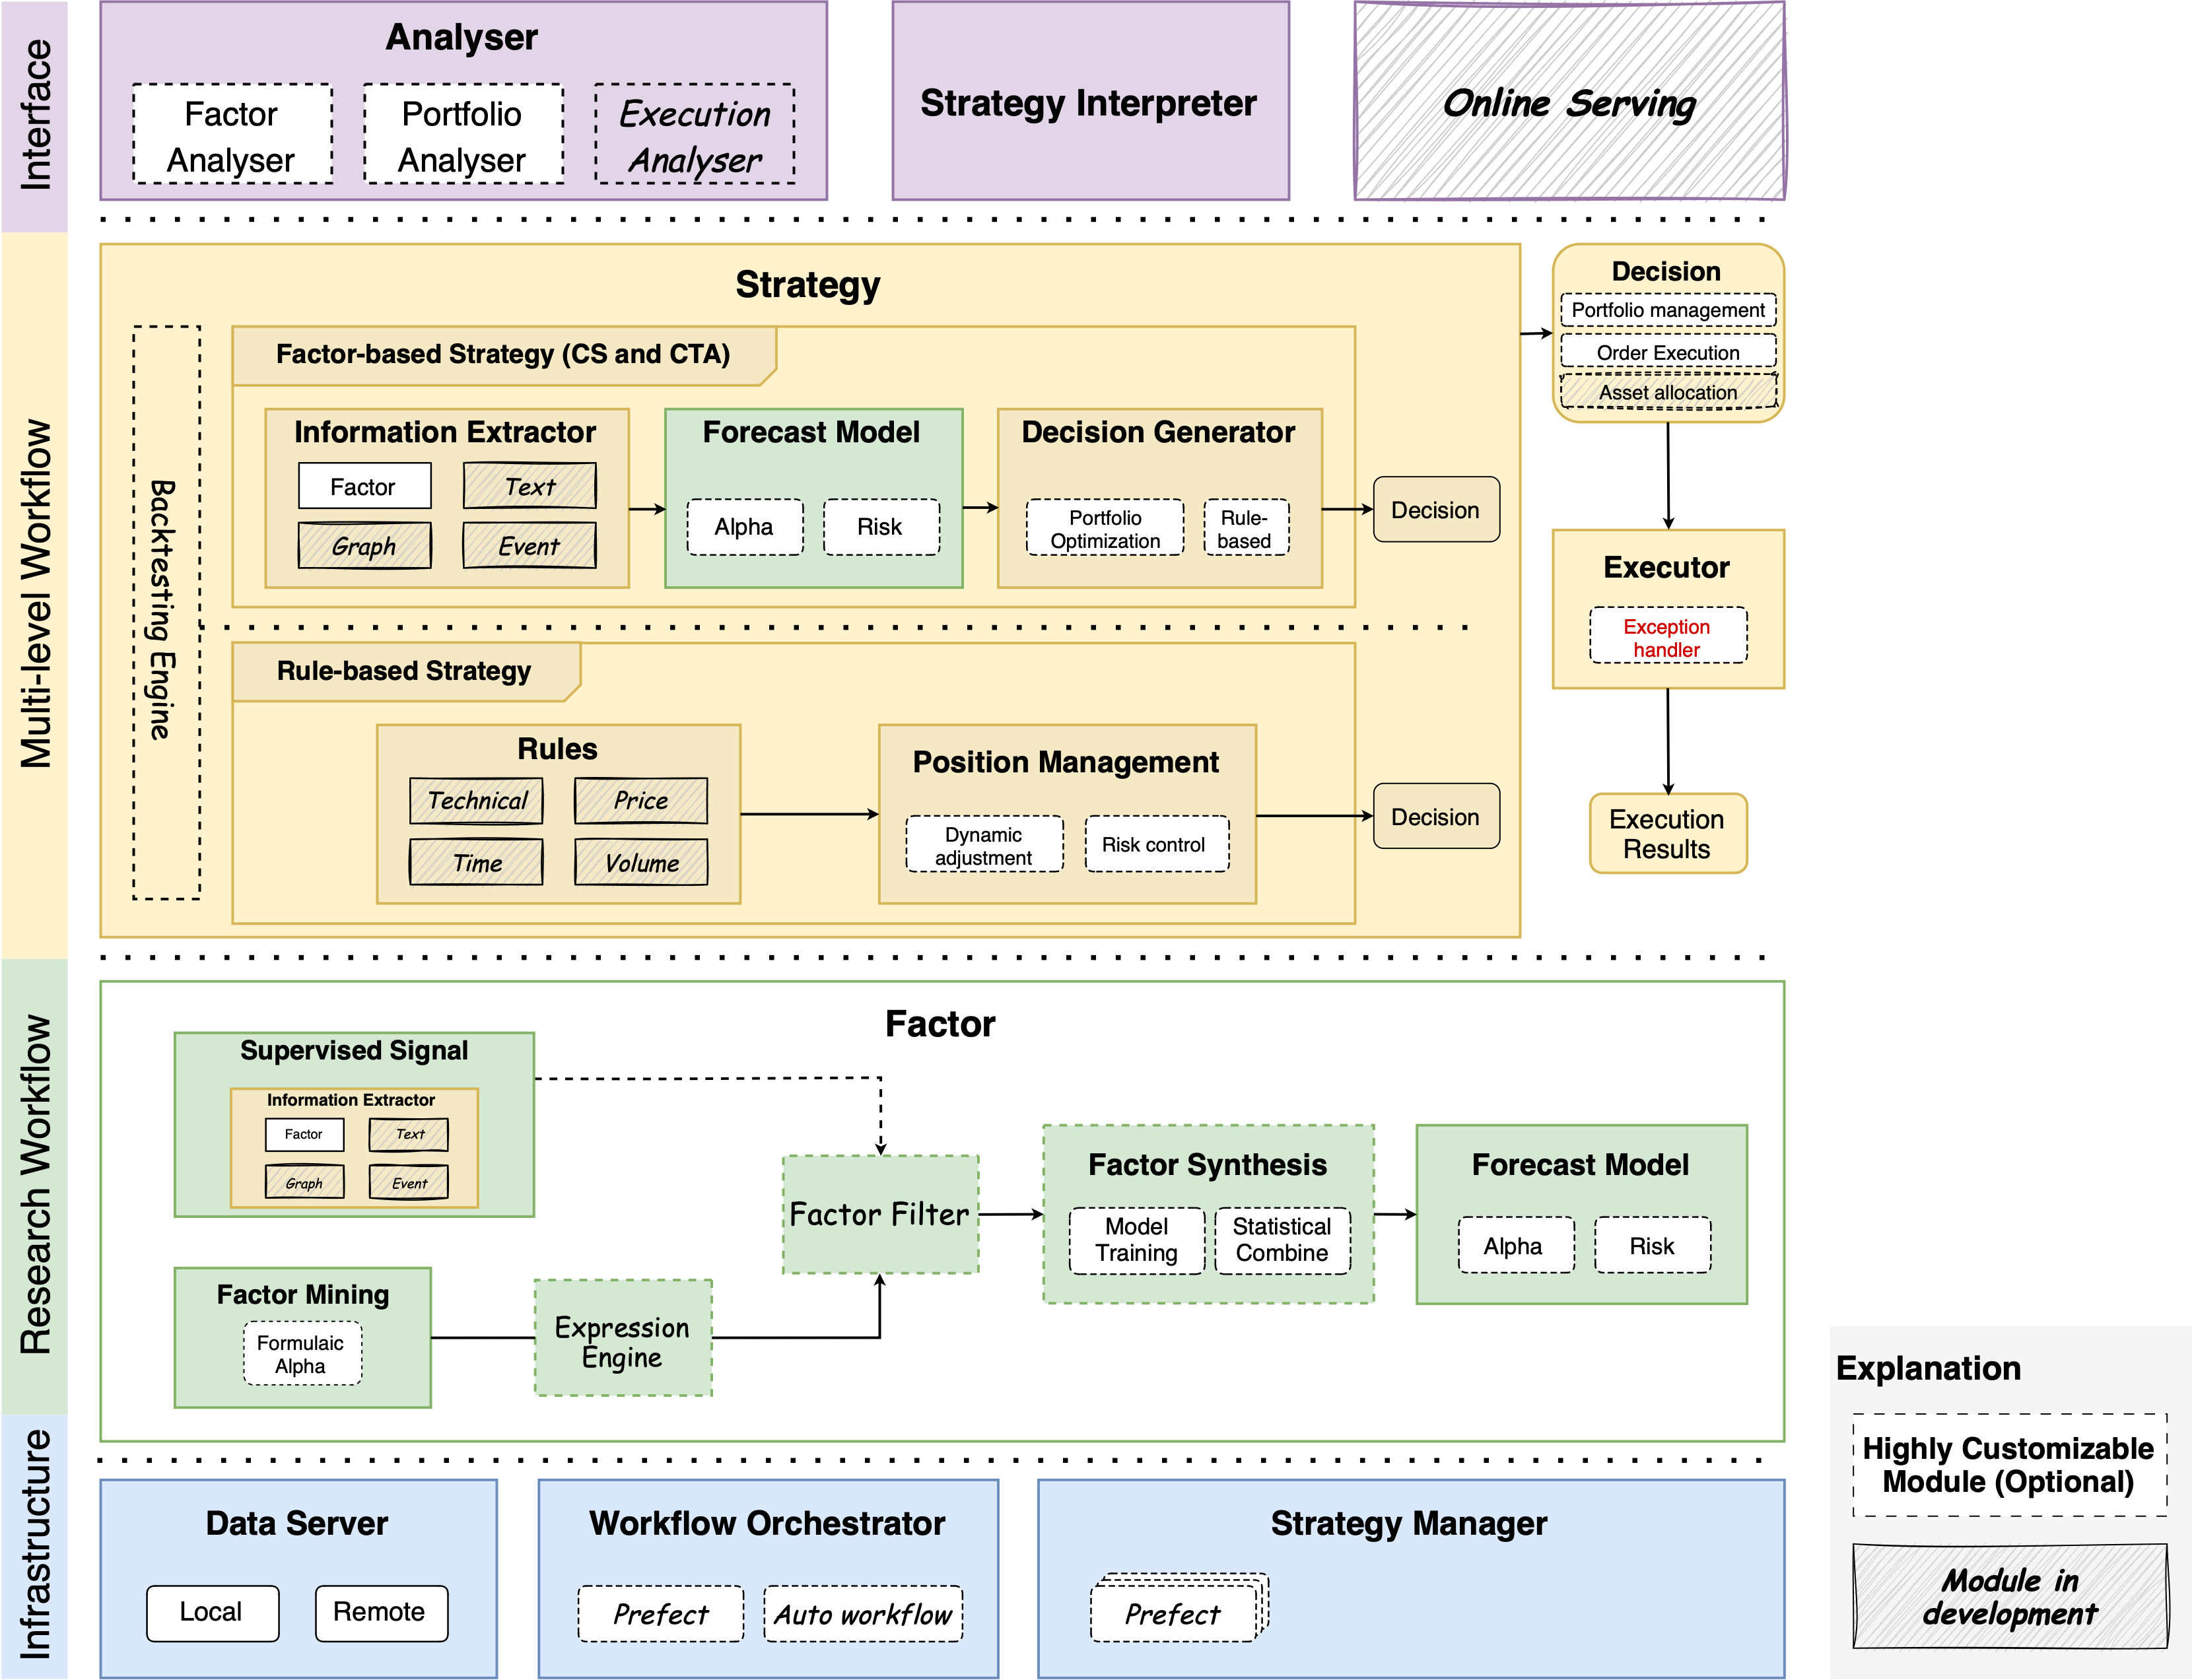 Interface
Analyser
Factor
Analyser
Portfolio
Analyser
Execution
Analyser
Strategy Interpreter
Online Serving
Multi-level Workflow
Strategy
Backtesting Engine
Factor-based Strategy (CS and CTA)
Information Extractor
Factor
Text
Graph
Event
Forecast Model
Alpha
Risk
Decision Generator
Portfolio
Optimization
Rule-
based
Decision
Rule-based Strategy
Rules
Technical
Price
Time
Volume
Position Management
Dynamic
adjustment
Risk control
Decision
Decision
Portfolio management
Order Execution
Asset allocation
Executor
Exception
handler
Execution
Results
Research Workflow
Factor
Supervised Signal
Information Extractor
Factor
Text
Graph
Event
Factor Mining
Formulaic
Alpha
Expression
Engine
Factor Filter
Factor Synthesis
Model
Training
Statistical
Combine
Forecast Model
Alpha
Risk
Infrastructure
Data Server
Local
Remote
Workflow Orchestrator
Prefect
Auto workflow
Strategy Manager
Prefect
Explanation
Highly Customizable
Module (Optional)
Module in
development